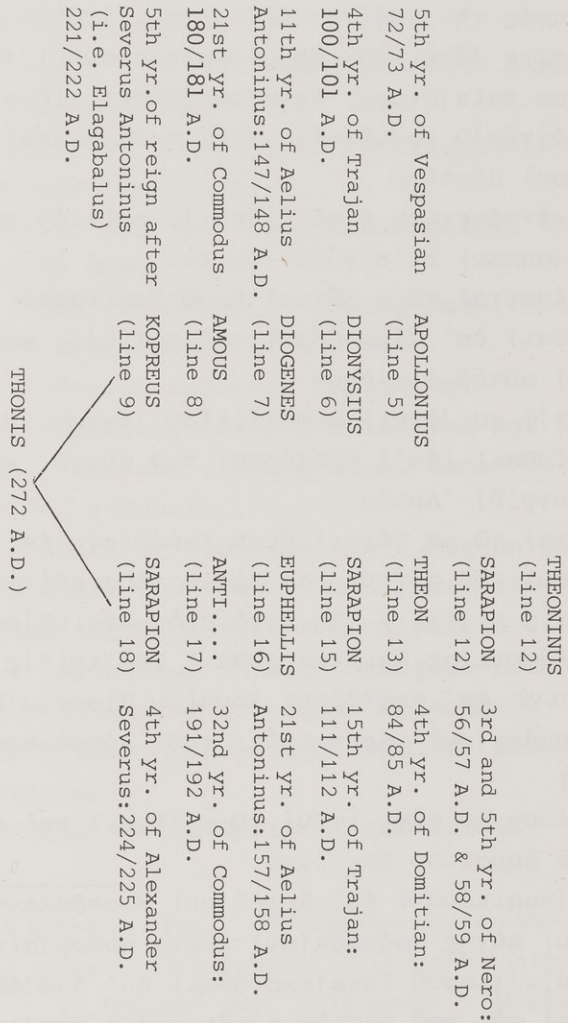 THEONINUS
(line 12)
SARAPION 3rd and 5th yr. of Nero:
(line 12) 56/57 A.D. & 58/59 A.D.
5th yr. of Vespasian APOLLONIUS THEON 4th yr. of Domitian:
72/73 A.D. (line 5) (line 13) 84/85 A.D.
4th yr. of Trajan DIONYSIUS SARAPION 15th yr. of Trajan:
100/101 A.D. (line 6) (line 15) 111/112 A.D.
11th yr. of Aelius DIOGENES EUPHELLIS 21st yr. of Aelius
Antoninus:147/148 A.D. (line 7) (line 16) Antoninus:157/158 A.D.
21st yr. of Commodus AMOUS ANTI..... 32nd yr. of Commodus:
180/181 A.D. (line 8) (line 17) 191/192 A.D.
5th yr.of reign after KOPREUS SARAPION 4th yr. of Alexander
Severus Antoninus (line 9) (line 18) Severus:224/225 A.D.
(i.e. Elagabalus)
221/222 A.D.
THONIS (272 A.D.)